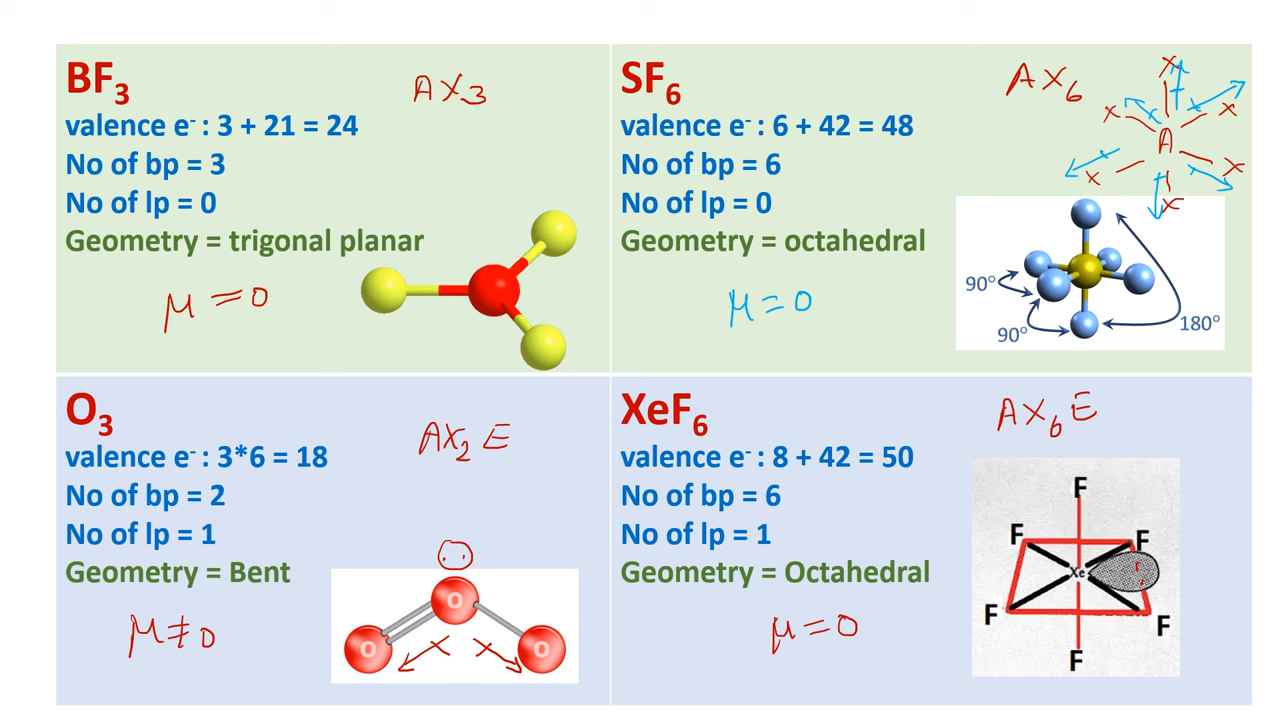 BF3
AX3
valence e- : 3 + 21 = 24
No of bp = 3
No of lp = 0
Geometry = trigonal planar
μ = 0
SF6
AX6
X
X
X
A
X
X
X
valence e- : 6 + 42 = 48
No of bp = 6
No of lp = 0
Geometry = octahedral
μ = 0
90°
90°
180°
O3
AX2E
valence e- : 3*6 = 18
No of bp = 2
No of lp = 1
Geometry = Bent
μ ≠ 0
O
O
O
XeF6
AX6E
valence e- : 8 + 42 = 50
No of bp = 6
No of lp = 1
Geometry = Octahedral
μ = 0
F
F
F
Xe
F
F
F